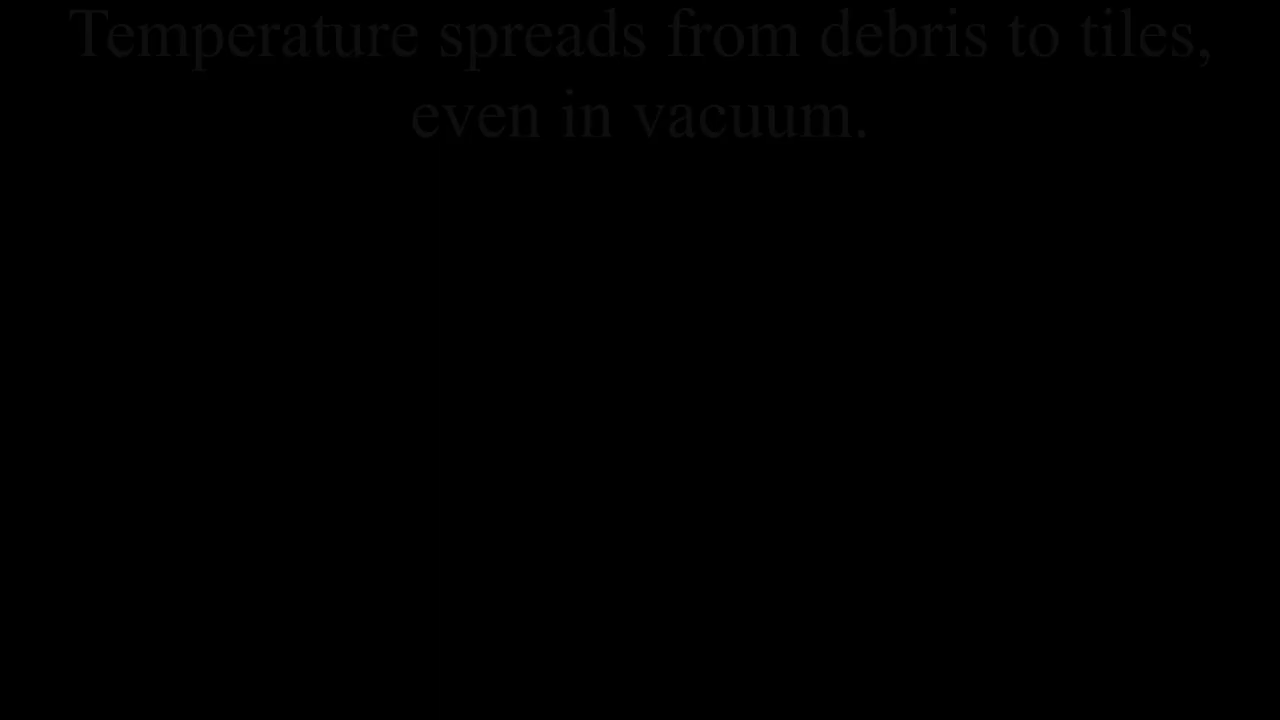 Temperature spreads from debris to tiles,
even in vacuum.